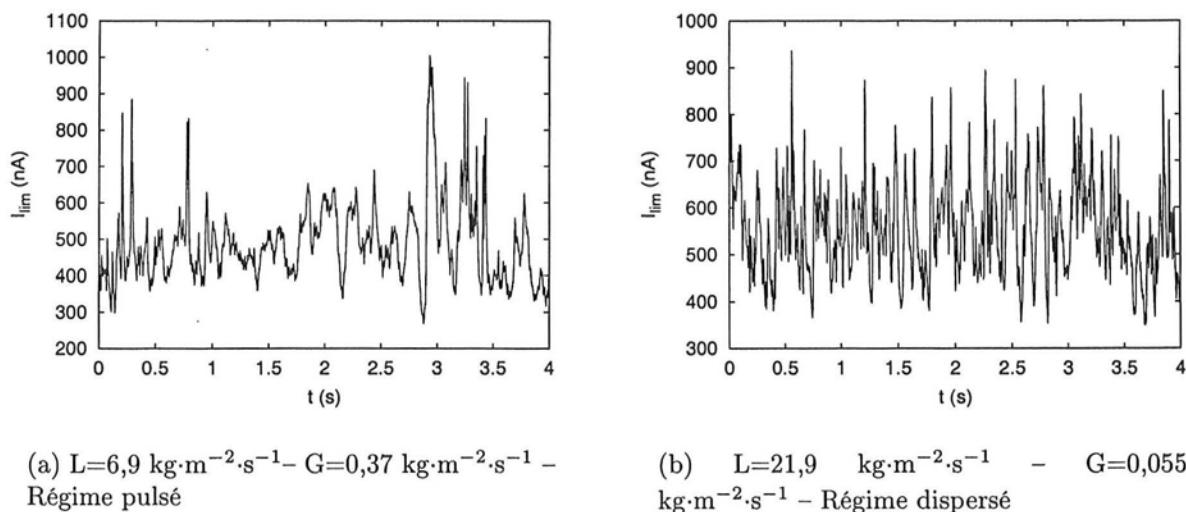 1100
1000
900
800
700
600
500
400
300
200
I_lim (nA)
0 0.5 1 1.5 2 2.5 3 3.5 4
t (s)
1000
900
800
700
600
500
400
300
I_lim (nA)
0 0.5 1 1.5 2 2.5 3 3.5 4
t (s)
(a) L=6,9 kg·m⁻²·s⁻¹– G=0,37 kg·m⁻²·s⁻¹ –
Régime pulsé
(b) L=21,9 kg·m⁻²·s⁻¹ – G=0,055
kg·m⁻²·s⁻¹ – Régime dispersé